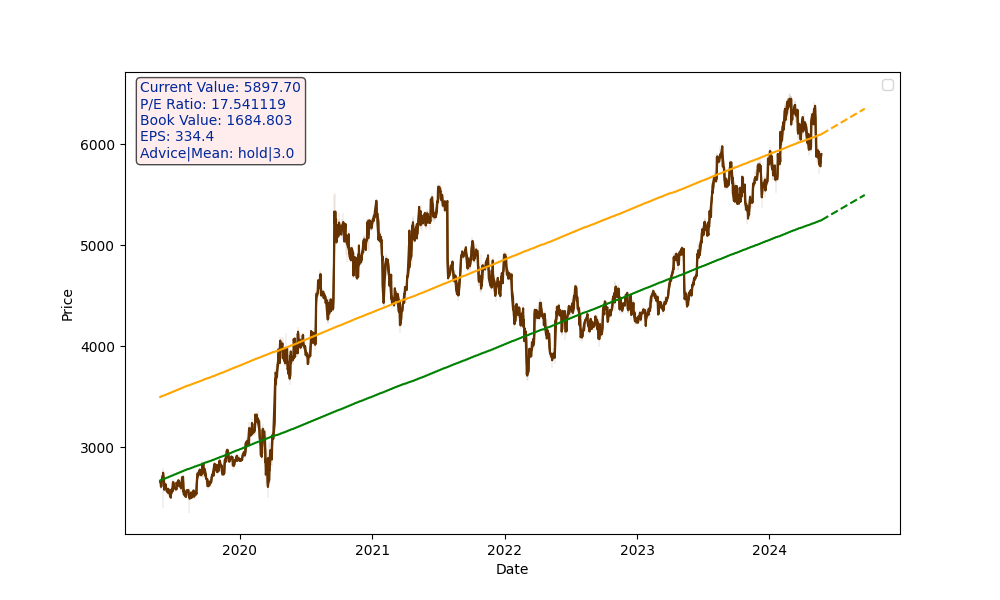 Current Value: 5897.70
P/E Ratio: 17.541119
Book Value: 1684.803
EPS: 334.4
Advice|Mean: hold|3.0
6000
5000
4000
3000
Price
2020 2021 2022 2023 2024
Date